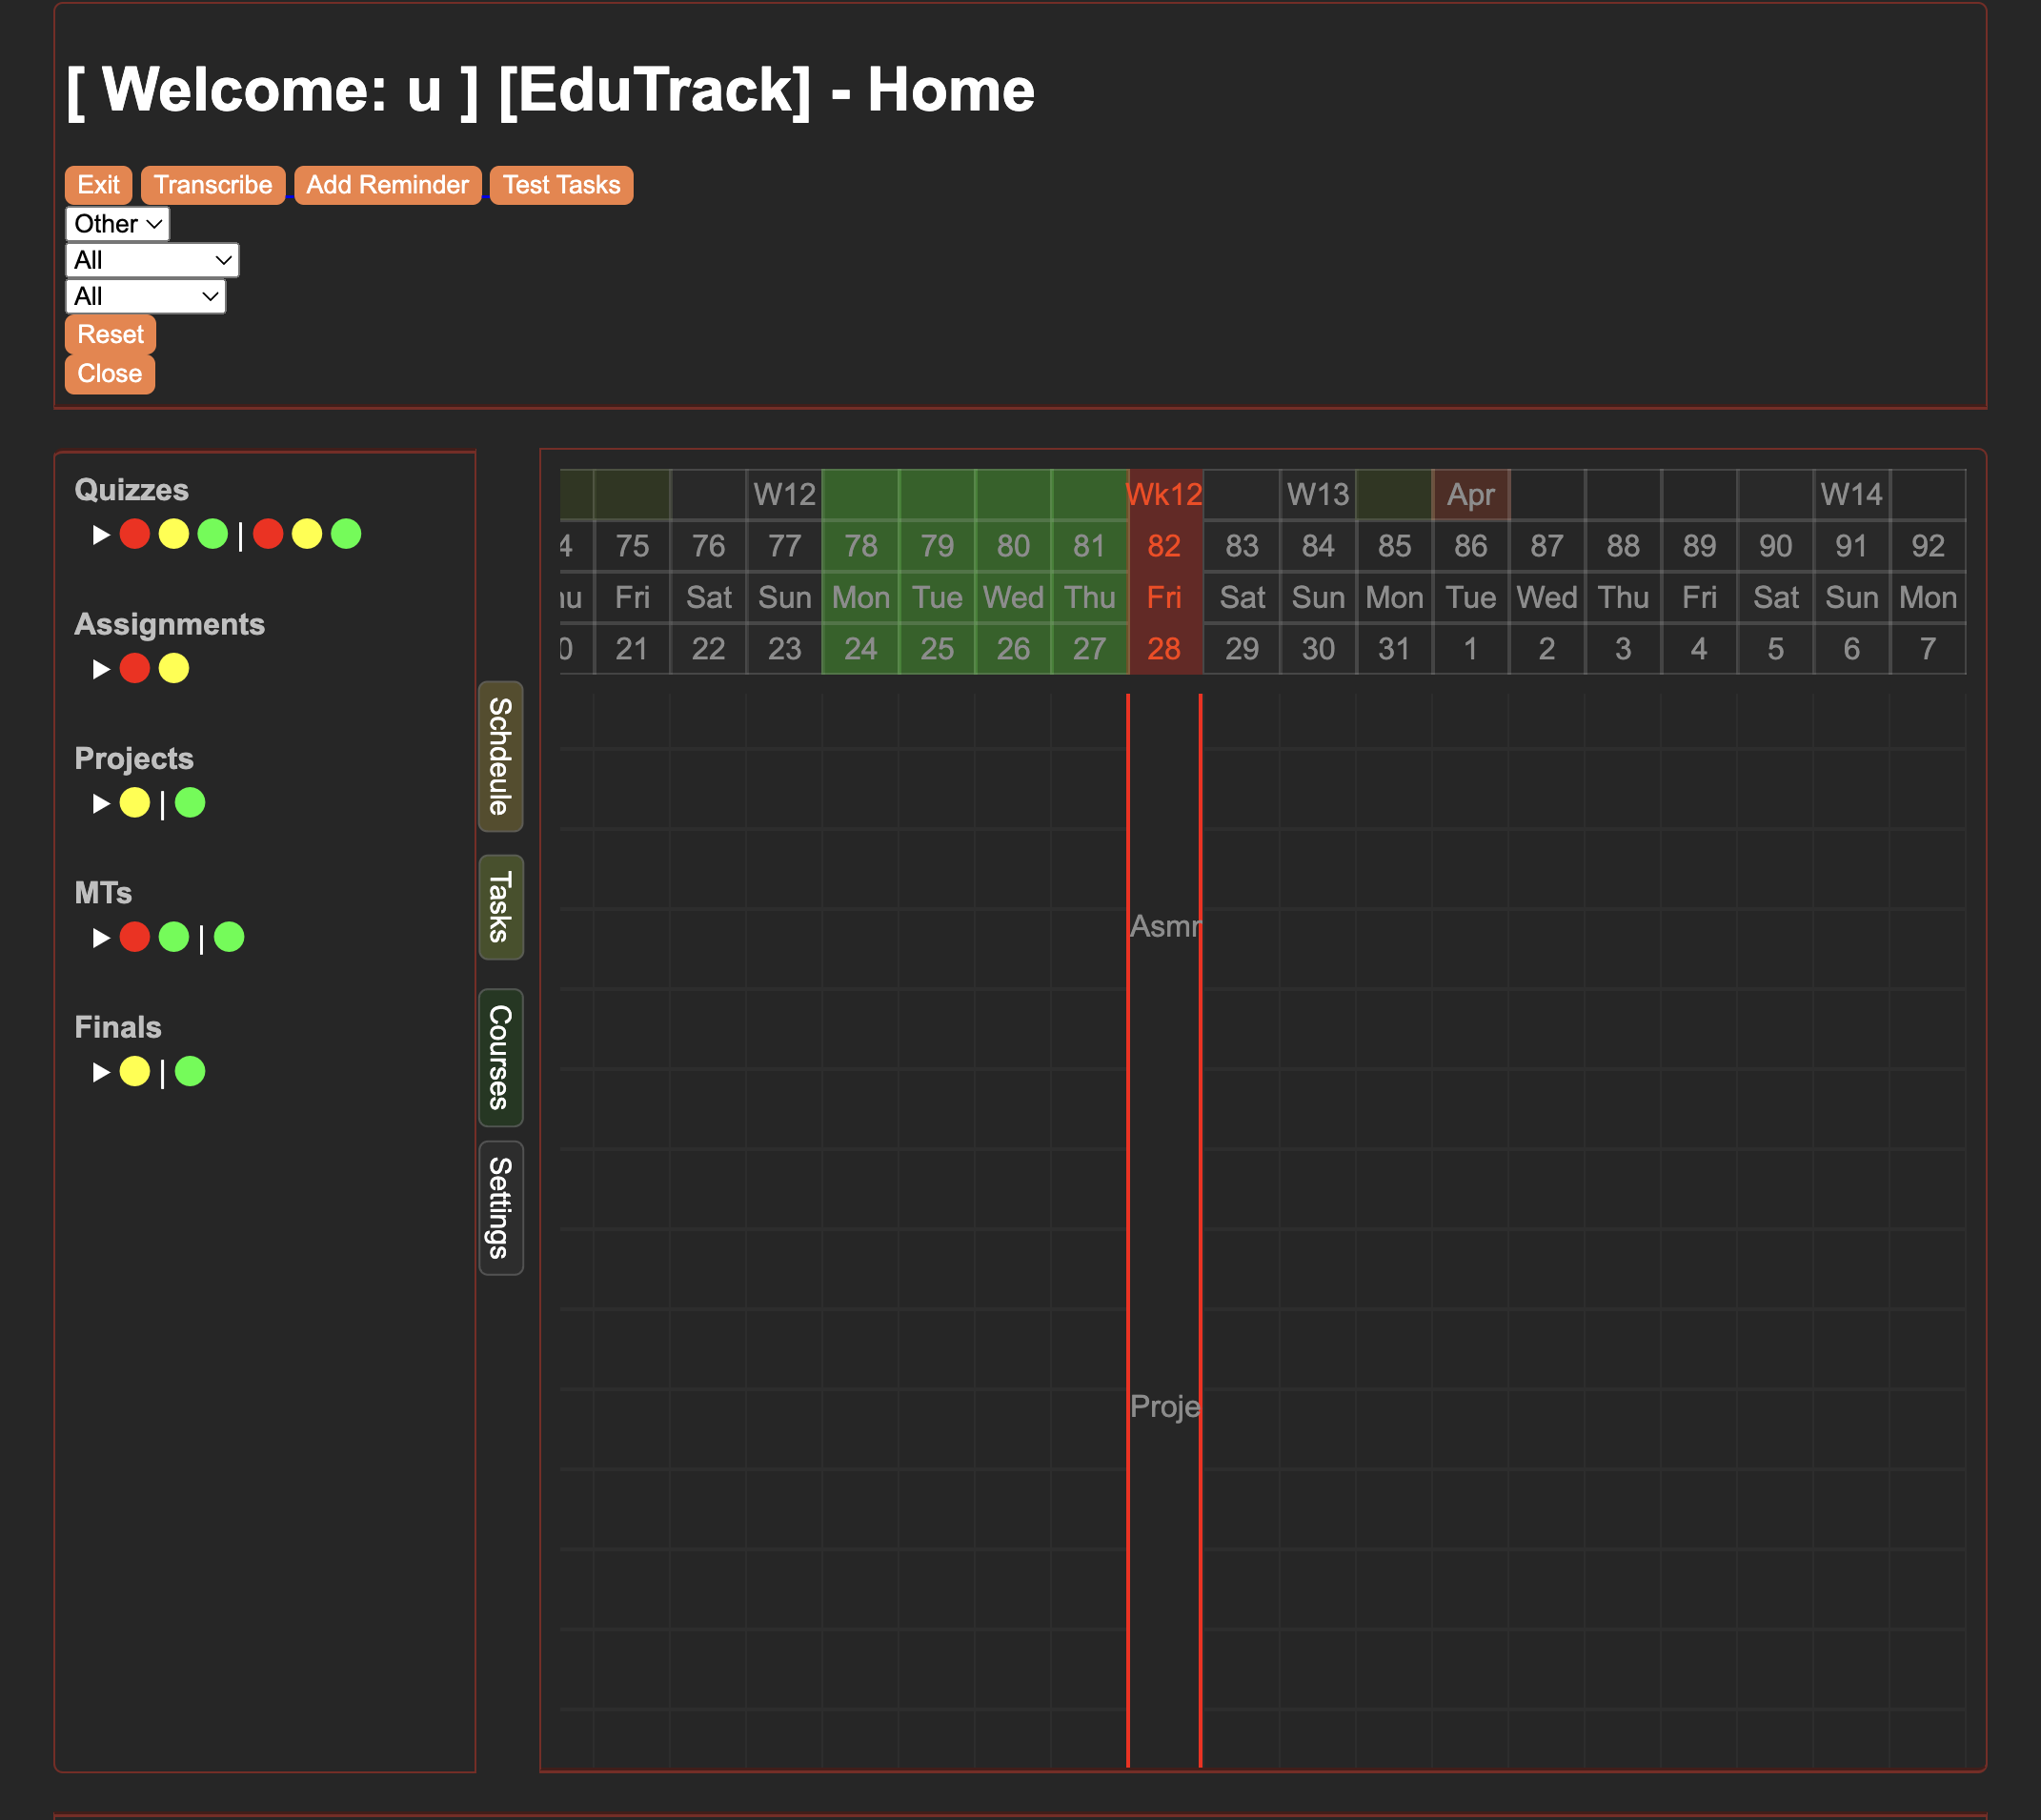 [ Welcome: u ] [EduTrack] - Home
Exit Transcribe Add Reminder Test Tasks
Other
All
All
Reset
Close
Quizzes
|
Assignments
Projects
|
MTs
|
Finals
|
Schdeule
Tasks
Courses
Settings
W12 Wk12 W13 Apr W14
4 75 76 77 78 79 80 81 82 83 84 85 86 87 88 89 90 91 92
Fri Sat Sun Mon Tue Wed Thu Fri Sat Sun Mon Tue Wed Thu Fri Sat Sun Mon
0 21 22 23 24 25 26 27 28 29 30 31 1 2 3 4 5 6 7
Asmr
Proje